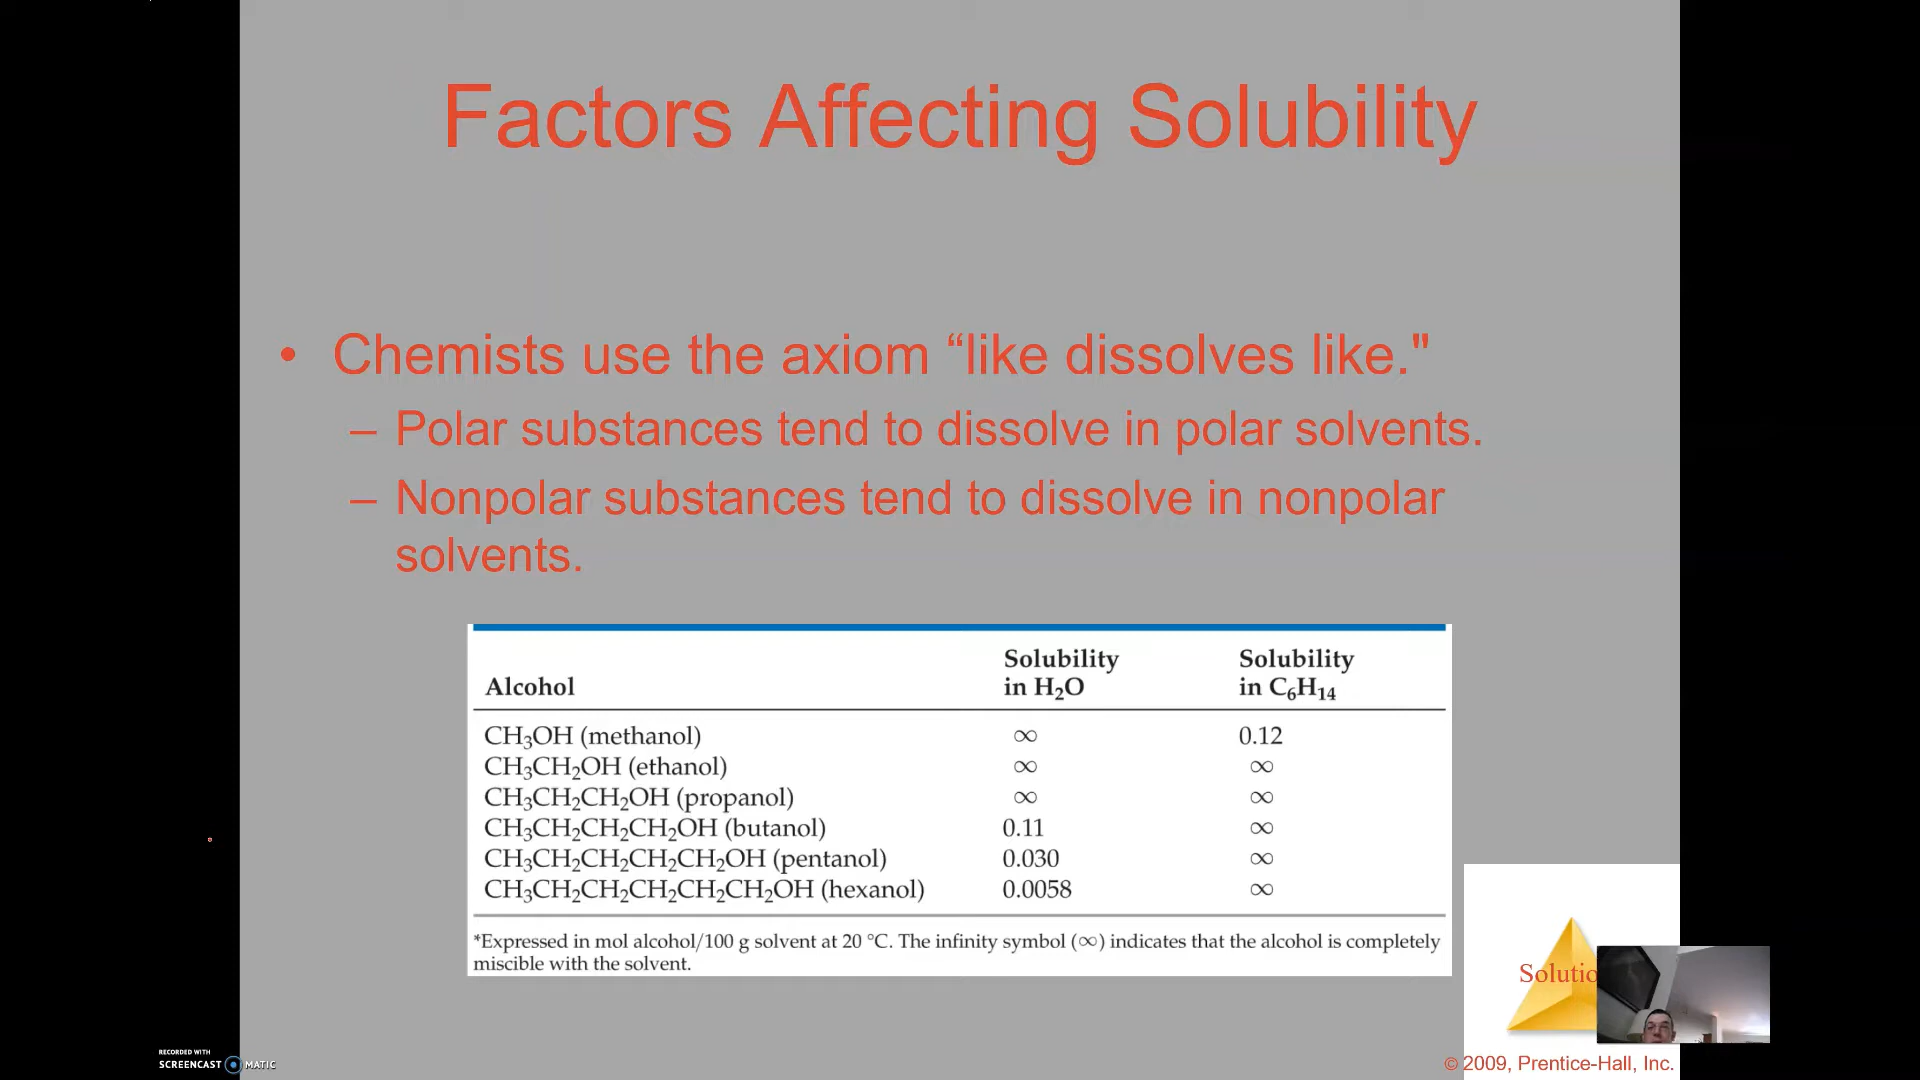 Factors Affecting Solubility
• Chemists use the axiom “like dissolves like."
– Polar substances tend to dissolve in polar solvents.
– Nonpolar substances tend to dissolve in nonpolar
solvents.
Solubility Solubility
Alcohol in H₂O in C₆H₁₄
CH₃OH (methanol) ∞ 0.12
CH₃CH₂OH (ethanol) ∞ ∞
CH₃CH₂CH₂OH (propanol) ∞ ∞
CH₃CH₂CH₂CH₂OH (butanol) 0.11 ∞
CH₃CH₂CH₂CH₂CH₂OH (pentanol) 0.030 ∞
CH₃CH₂CH₂CH₂CH₂CH₂OH (hexanol) 0.0058 ∞
*Expressed in mol alcohol/100 g solvent at 20 °C. The infinity symbol (∞) indicates that the alcohol is completely
miscible with the solvent.
Solutio
© 2009, Prentice-Hall, Inc.
RECORDED WITH
SCREENCAST MATIC